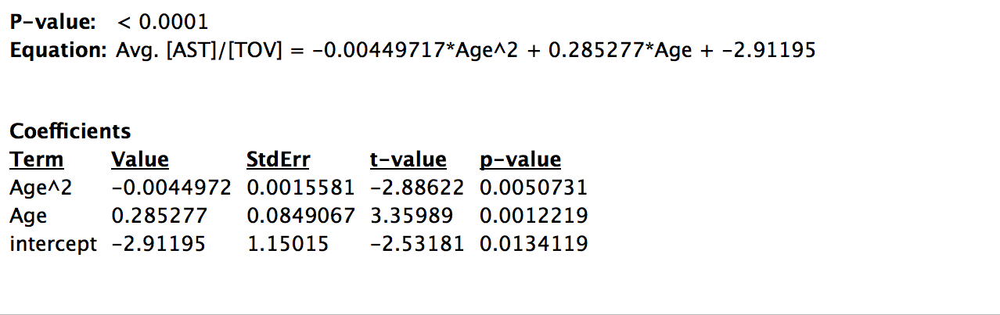 P-value: < 0.0001
Equation: Avg. [AST]/[TOV] = -0.00449717*Age^2 + 0.285277*Age + -2.91195
Coefficients
Term Value StdErr t-value p-value
Age^2 -0.0044972 0.0015581 -2.88622 0.0050731
Age 0.285277 0.0849067 3.35989 0.0012219
intercept -2.91195 1.15015 -2.53181 0.0134119